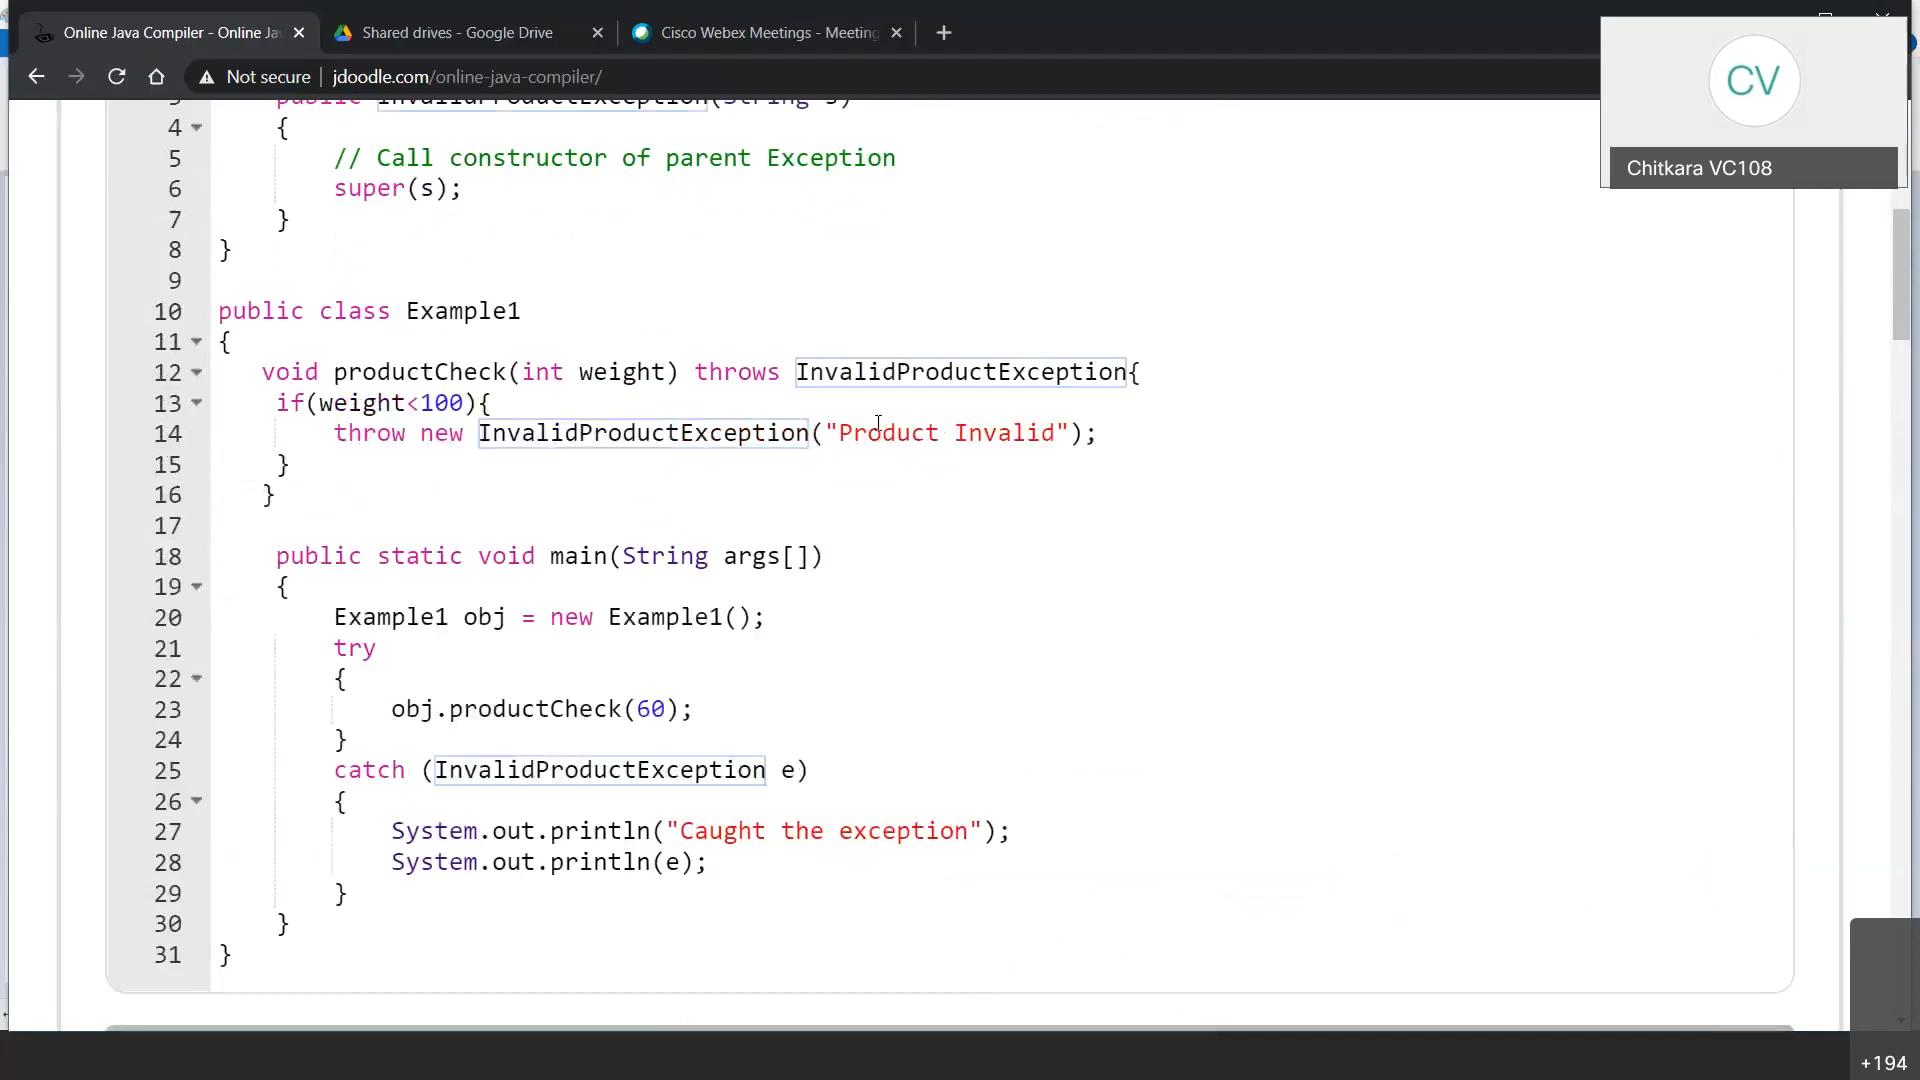 Online Java Compiler - Online Ja
Shared drives - Google Drive
Cisco Webex Meetings - Meeting
Not secure | jdoodle.com/online-java-compiler/
CV
Chitkara VC108
3 public InvalidProductException(String s)
4 {
5 // Call constructor of parent Exception
6 super(s);
7 }
8 }
9
10 public class Example1
11 {
12 void productCheck(int weight) throws InvalidProductException{
13 if(weight<100){
14 throw new InvalidProductException("Product Invalid");
15 }
16 }
17
18 public static void main(String args[])
19 {
20 Example1 obj = new Example1();
21 try
22 {
23 obj.productCheck(60);
24 }
25 catch (InvalidProductException e)
26 {
27 System.out.println("Caught the exception");
28 System.out.println(e);
29 }
30 }
31 }
+194